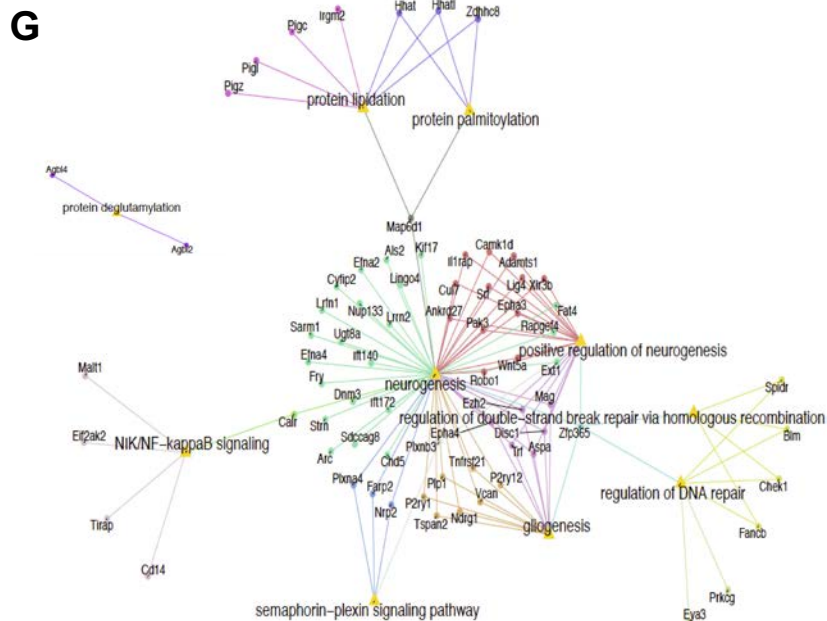 G
Irgm2
Hhat
Hhatl
Zdhhc8
Pigc
Pigl
Pigz
protein lipidation
protein palmitoylation
Agbl4
protein deglutamylation
Agbl2
Map6d1
Als2
Kif17
Camk1d
Il1rap
Adamts1
Efna2
Cyfip2
Lingo4
Cul7
Srf
Lig4
Xlr3b
Lrfn1
Nup133
Lrrn2
Ankrd27
Epha3
Fat4
Pak3
Rapgef4
Sarm1
Ugt8a
Efna4
Ift140
positive regulation of neurogenesis
Wnt5a
Exd1
Malt1
Fry
neurogenesis
Robo1
Spidr
Dnm3
Ift172
Ezh2
Mag
Calr
Strn
regulation of double-strand break repair via homologous recombination
Eif2ak2
NIK/NF-kappaB signaling
Sdccag8
Epha4
Disc1
Zfp365
Blm
Plxnb3
Trf
Aspa
Arc
Chd5
Tnfrsf21
Plxna4
Farp2
Plp1
P2ry12
regulation of DNA repair
Chek1
Vcan
Nrp2
P2ry1
Tspan2
Ndrg1
gliogenesis
Tirap
Fancb
Cd14
Prkcg
semaphorin-plexin signaling pathway
Eya3